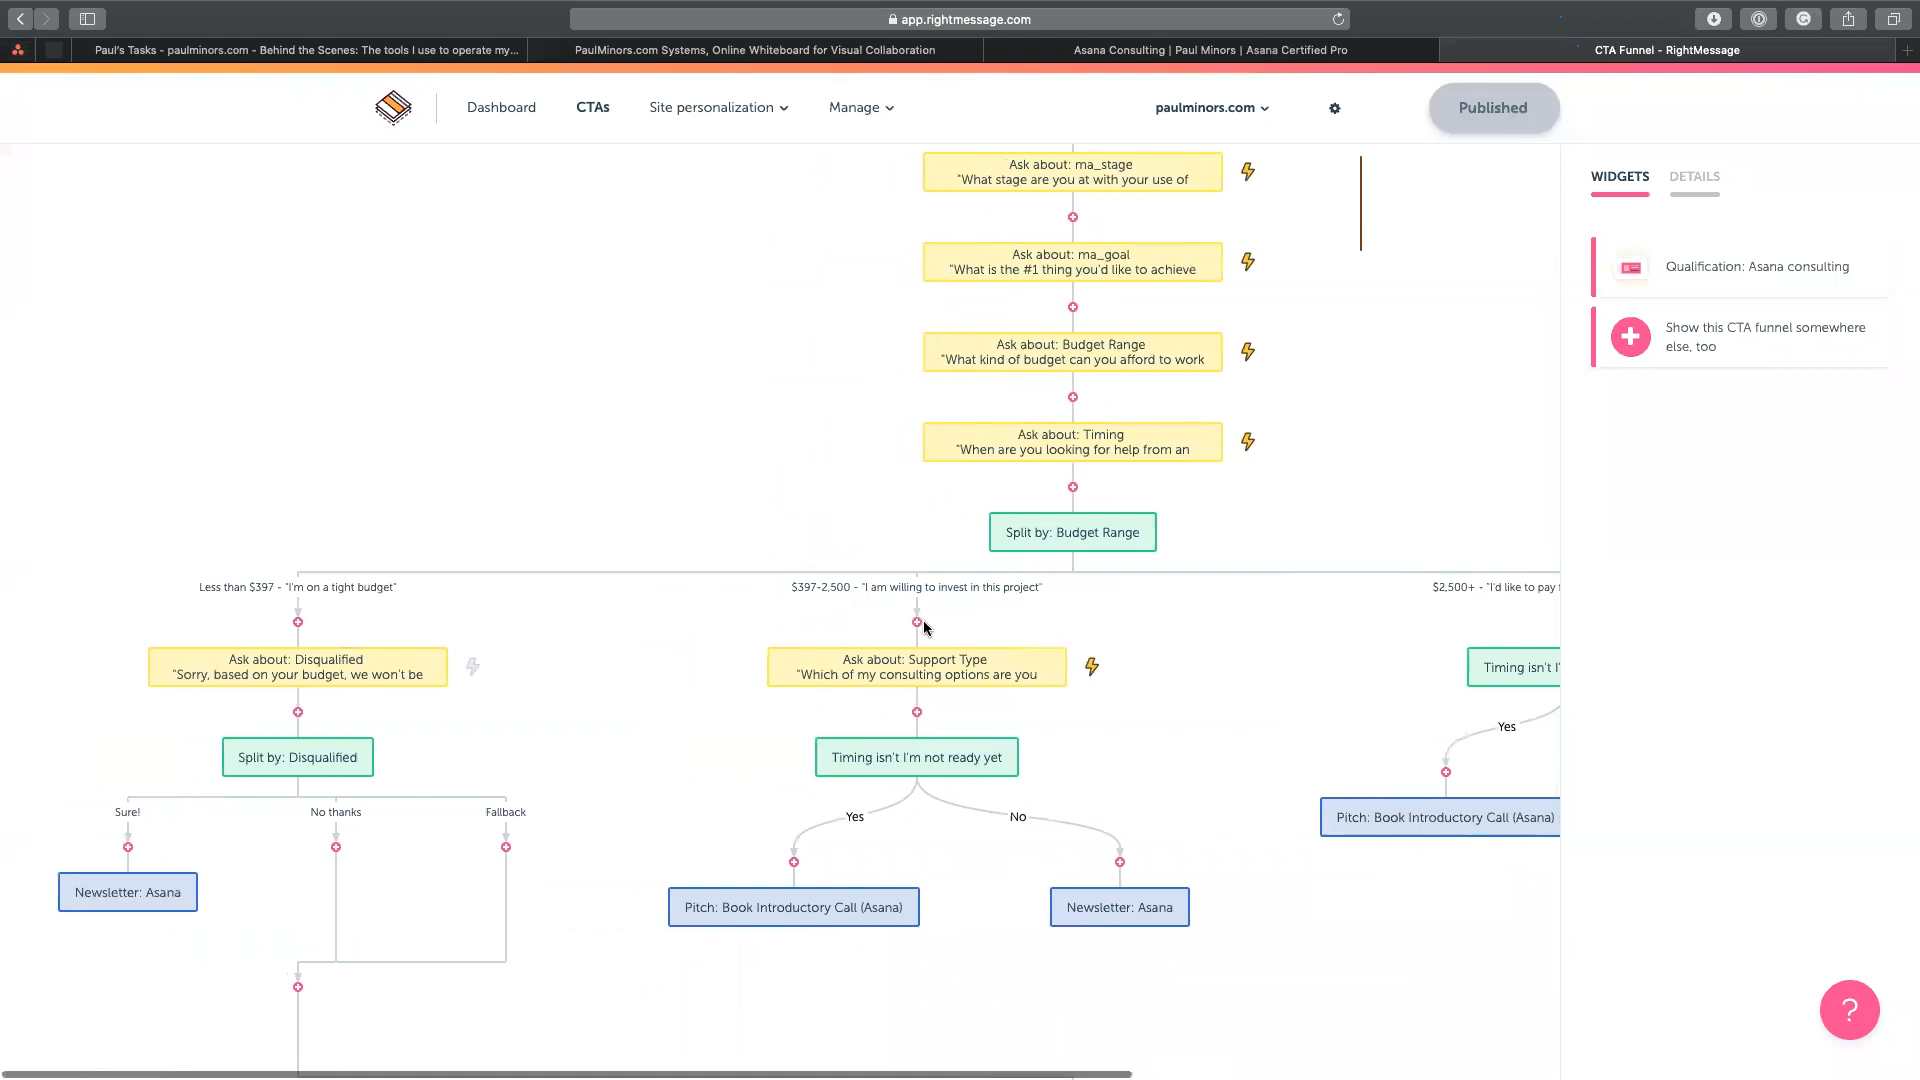 app.rightmessage.com
Paul's Tasks - paulminors.com - Behind the Scenes: The tools I use to operate my...
PaulMinors.com Systems, Online Whiteboard for Visual Collaboration
Asana Consulting | Paul Minors | Asana Certified Pro
CTA Funnel - RightMessage
Dashboard
CTAs
Site personalization
Manage
paulminors.com
Published
WIDGETS
DETAILS
Qualification: Asana consulting
Show this CTA funnel somewhere
else, too
Ask about: ma_stage
"What stage are you at with your use of
Ask about: ma_goal
"What is the #1 thing you'd like to achieve
Ask about: Budget Range
"What kind of budget can you afford to work
Ask about: Timing
"When are you looking for help from an
Split by: Budget Range
Less than $397 - "I'm on a tight budget"
$397-2,500 - "I am willing to invest in this project"
$2,500+ - "I'd like to pay
Ask about: Disqualified
"Sorry, based on your budget, we won't be
Ask about: Support Type
"Which of my consulting options are you
Timing isn't I'
Yes
Split by: Disqualified
Timing isn't I'm not ready yet
Sure!
No thanks
Fallback
Yes
No
Pitch: Book Introductory Call (Asana)
Newsletter: Asana
Pitch: Book Introductory Call (Asana)
Newsletter: Asana
?